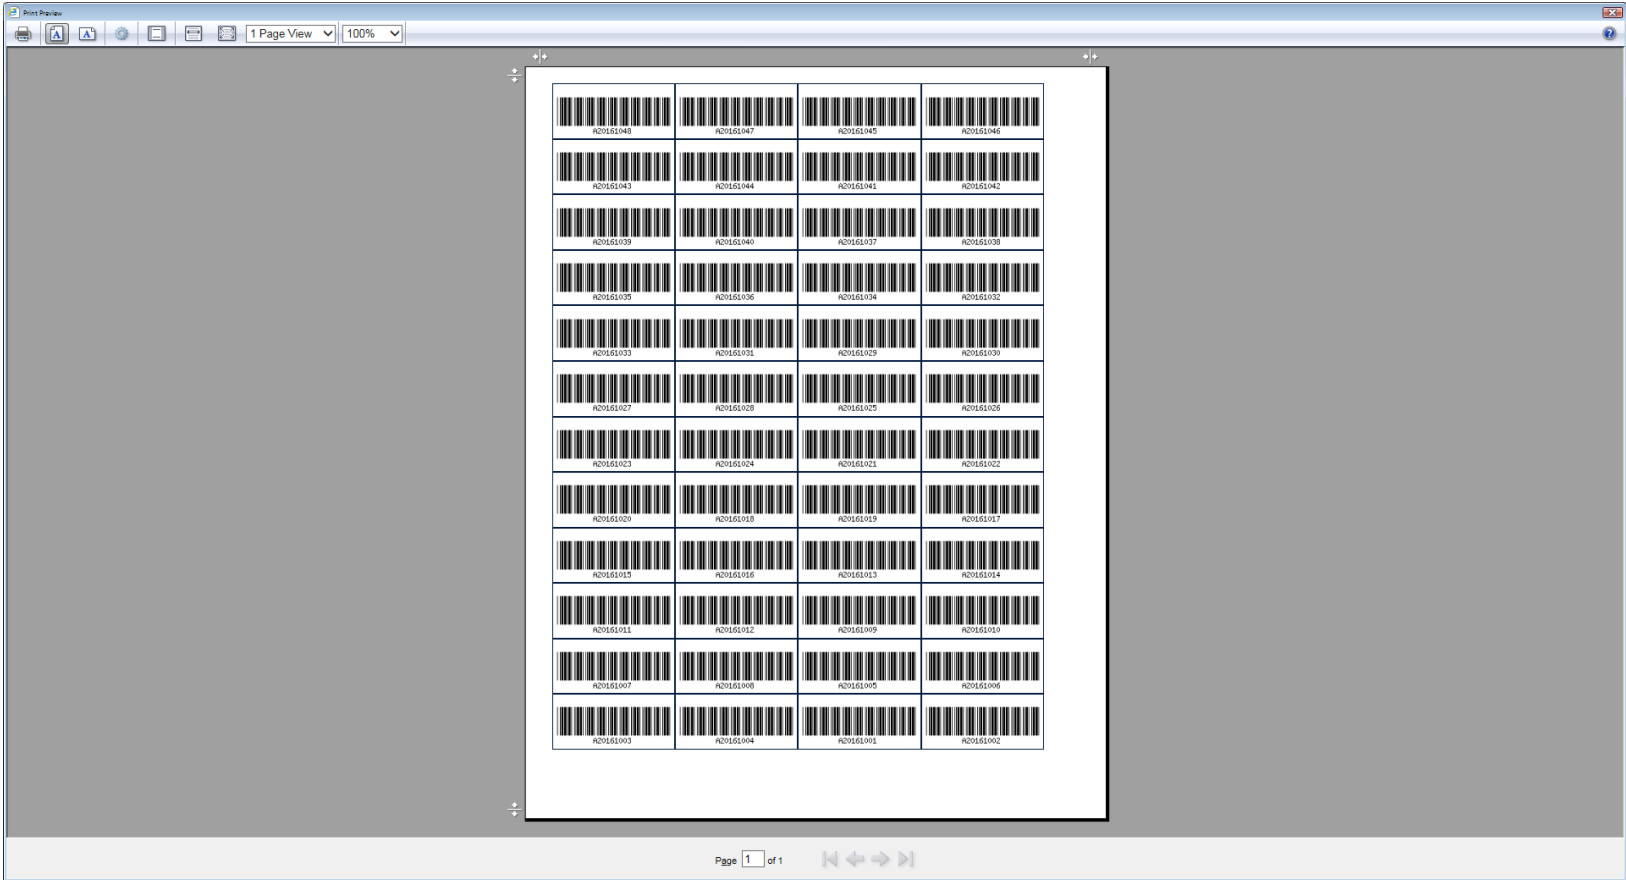 Print Preview
1 Page View 100%
A20161048 A20161047 A20161045 A20161046
A20161043 A20161044 A20161041 A20161042
A20161039 A20161040 A20161037 A20161038
A20161035 A20161036 A20161034 A20161032
A20161033 A20161031 A20161029 A20161030
A20161027 A20161028 A20161025 A20161026
A20161023 A20161024 A20161021 A20161022
A20161020 A20161018 A20161019 A20161017
A20161015 A20161016 A20161013 A20161014
A20161011 A20161012 A20161009 A20161010
A20161007 A20161008 A20161005 A20161006
A20161003 A20161004 A20161001 A20161002
Page 1 of 1